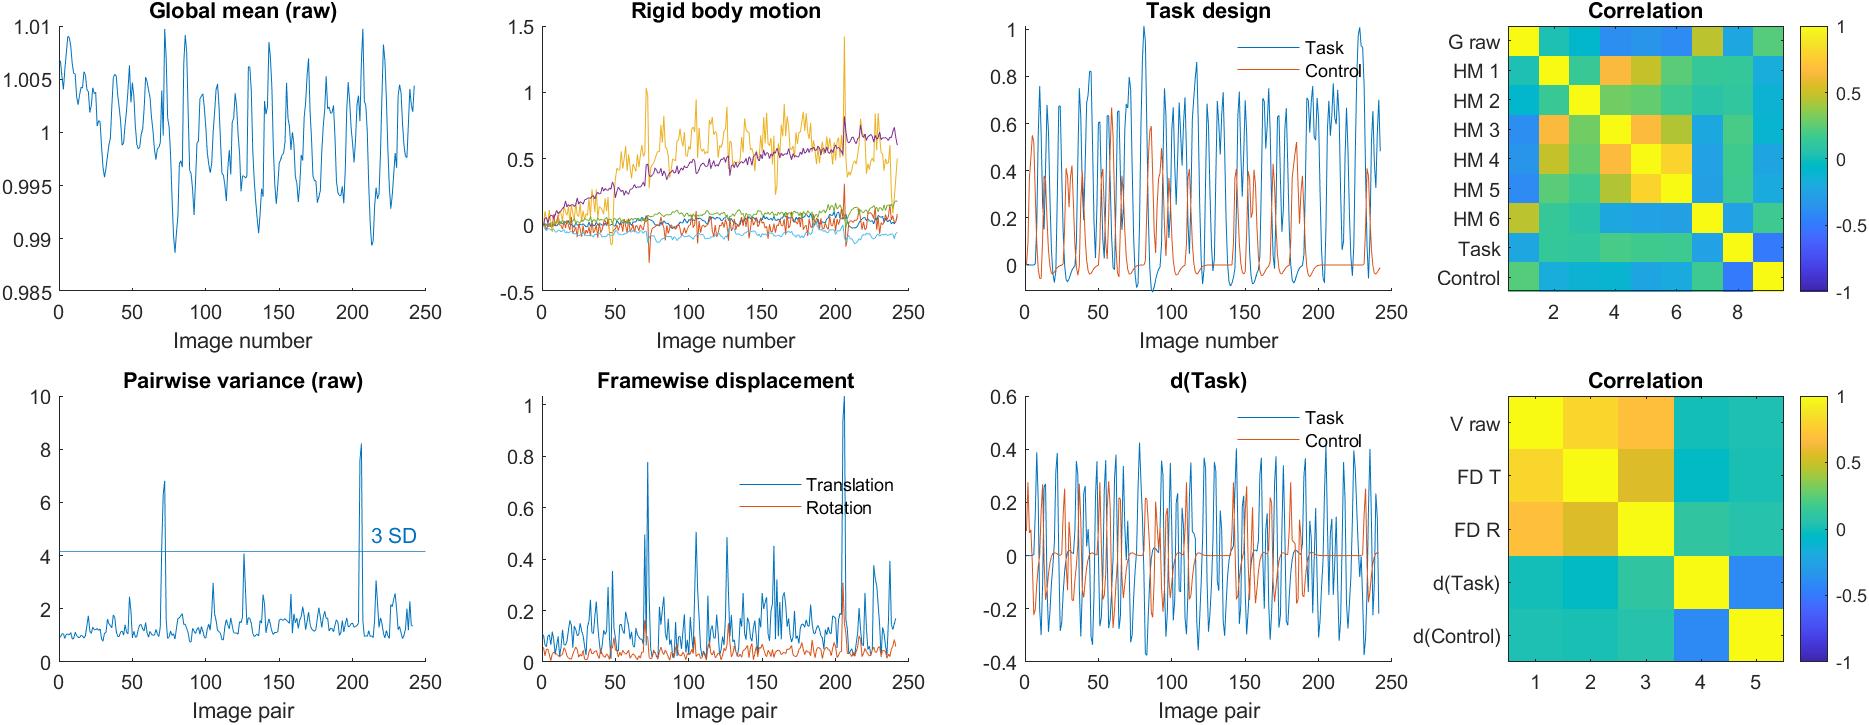 Global mean (raw)
1.01
1.005
1
0.995
0.99
0.985
0 50 100 150 200 250
Image number
Rigid body motion
1.5
1
0.5
0
-0.5
0 50 100 150 200 250
Image number
Task design
1
0.8
0.6
0.4
0.2
0
Task
Control
0 50 100 150 200 250
Image number
Correlation
G raw
HM 1
HM 2
HM 3
HM 4
HM 5
HM 6
Task
Control
2 4 6 8
1
0.5
0
-0.5
-1
Pairwise variance (raw)
10
8
6
4
2
0
3 SD
0 50 100 150 200 250
Image pair
Framewise displacement
1
0.8
0.6
0.4
0.2
0
Translation
Rotation
0 50 100 150 200 250
Image pair
d(Task)
0.6
0.4
0.2
0
-0.2
-0.4
Task
Control
0 50 100 150 200 250
Image pair
Correlation
V raw
FD T
FD R
d(Task)
d(Control)
1 2 3 4 5
1
0.5
0
-0.5
-1